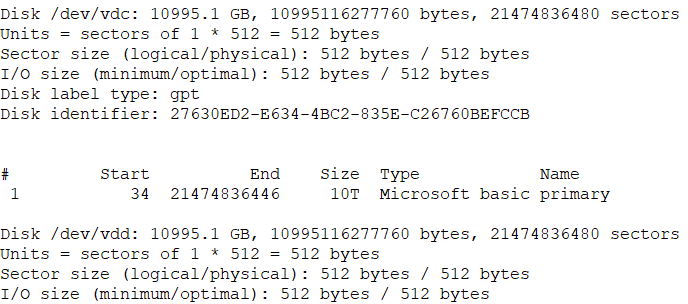 Disk /dev/vdc: 10995.1 GB, 10995116277760 bytes, 21474836480 sectors
Units = sectors of 1 * 512 = 512 bytes
Sector size (logical/physical): 512 bytes / 512 bytes
I/O size (minimum/optimal): 512 bytes / 512 bytes
Disk label type: gpt
Disk identifier: 27630ED2-E634-4BC2-835E-C26760BEFCCB
#         Start          End    Size  Type            Name
 1           34  21474836446     10T  Microsoft basic primary
Disk /dev/vdd: 10995.1 GB, 10995116277760 bytes, 21474836480 sectors
Units = sectors of 1 * 512 = 512 bytes
Sector size (logical/physical): 512 bytes / 512 bytes
I/O size (minimum/optimal): 512 bytes / 512 bytes